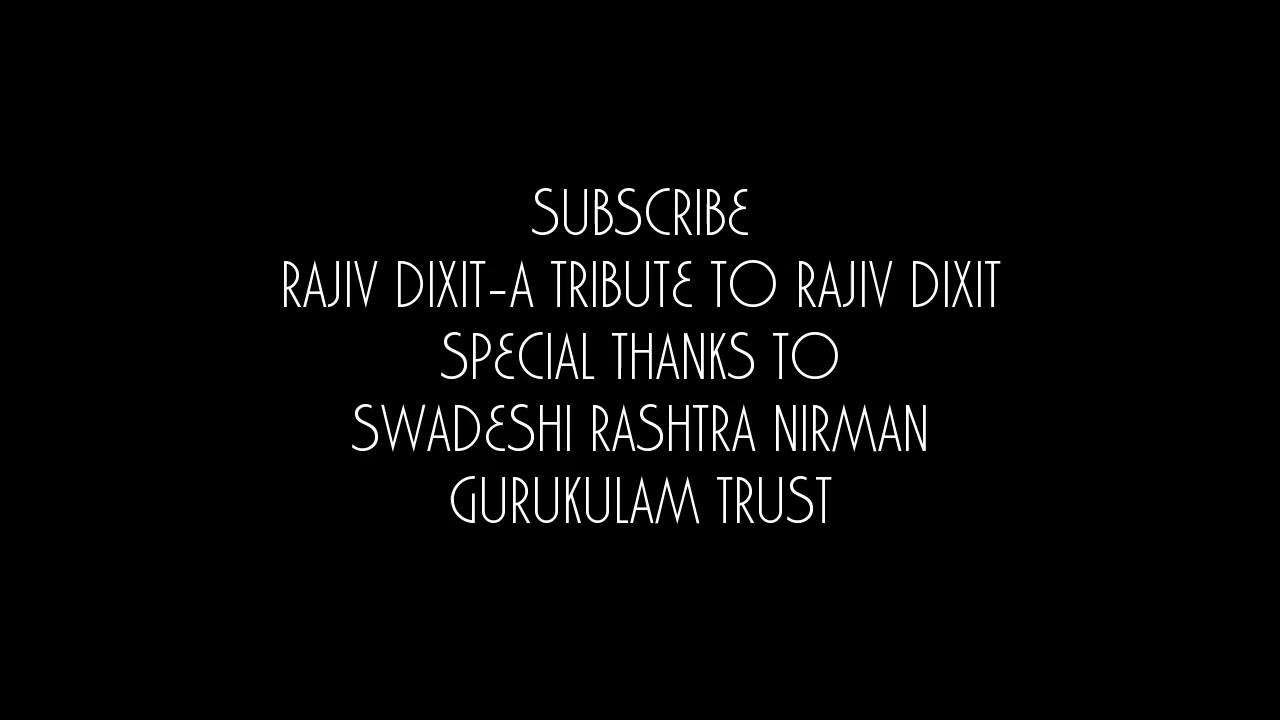 SUBSCRIBE
RAJIV DIXIT-A TRIBUTE TO RAJIV DIXIT
SPECIAL THANKS TO
SWADESHI RASHTRA NIRMAN
GURUKULAM TRUST